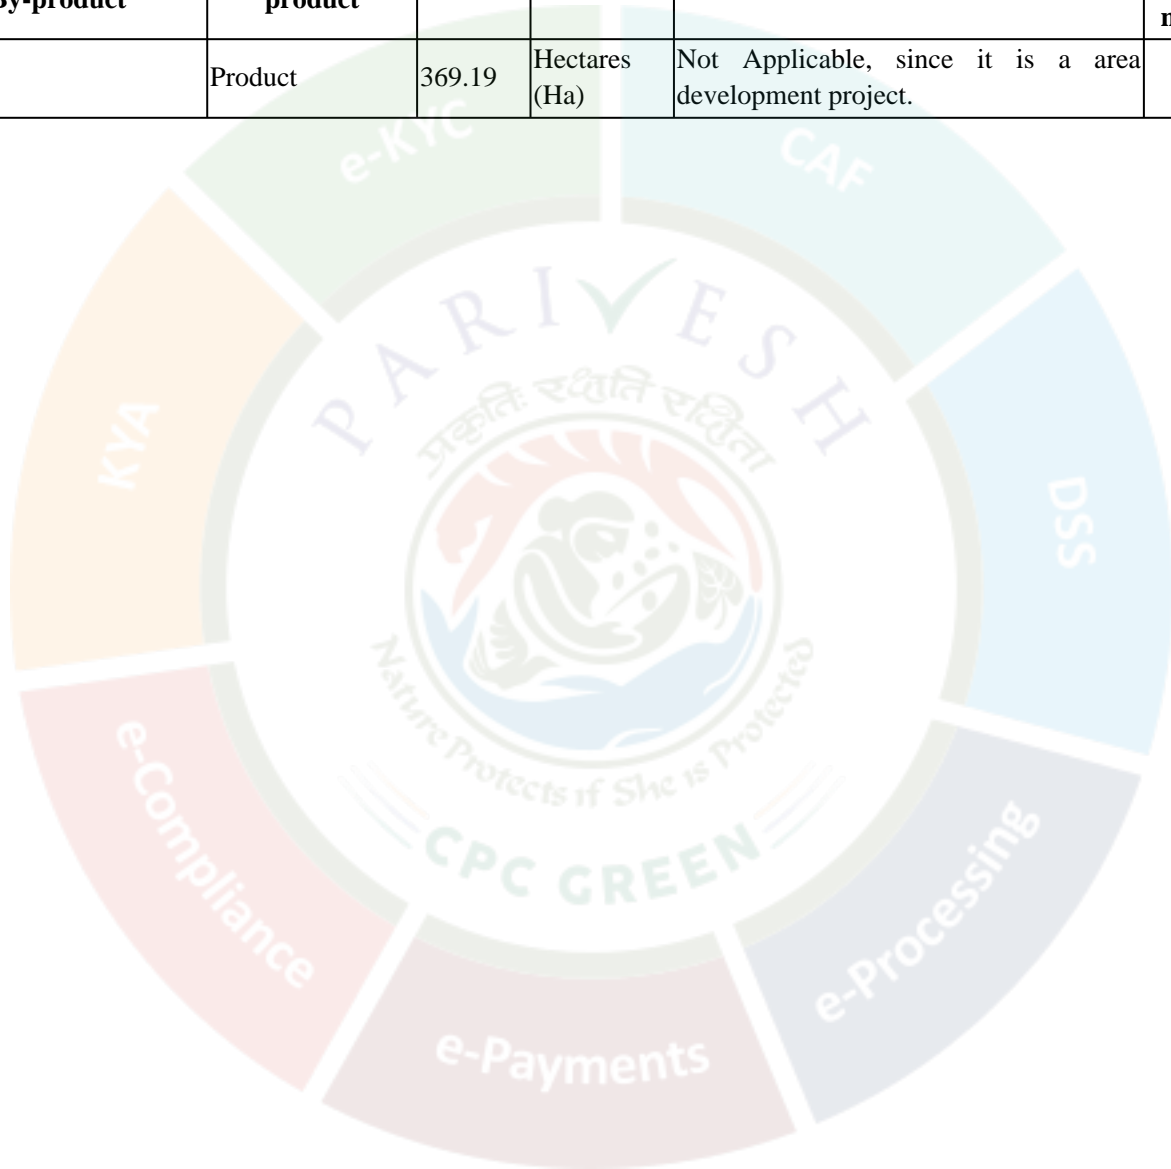 By-product product
Product 369.19 Hectares (Ha) Not Applicable, since it is a area
development project.
e-KYC
CAF
KYA
DSS
PARIVESH
प्रकृतिः रक्षति रक्षिता
Nature Protects if She is Protected
CPC GREEN
e-Compliance
e-Processing
e-Payments